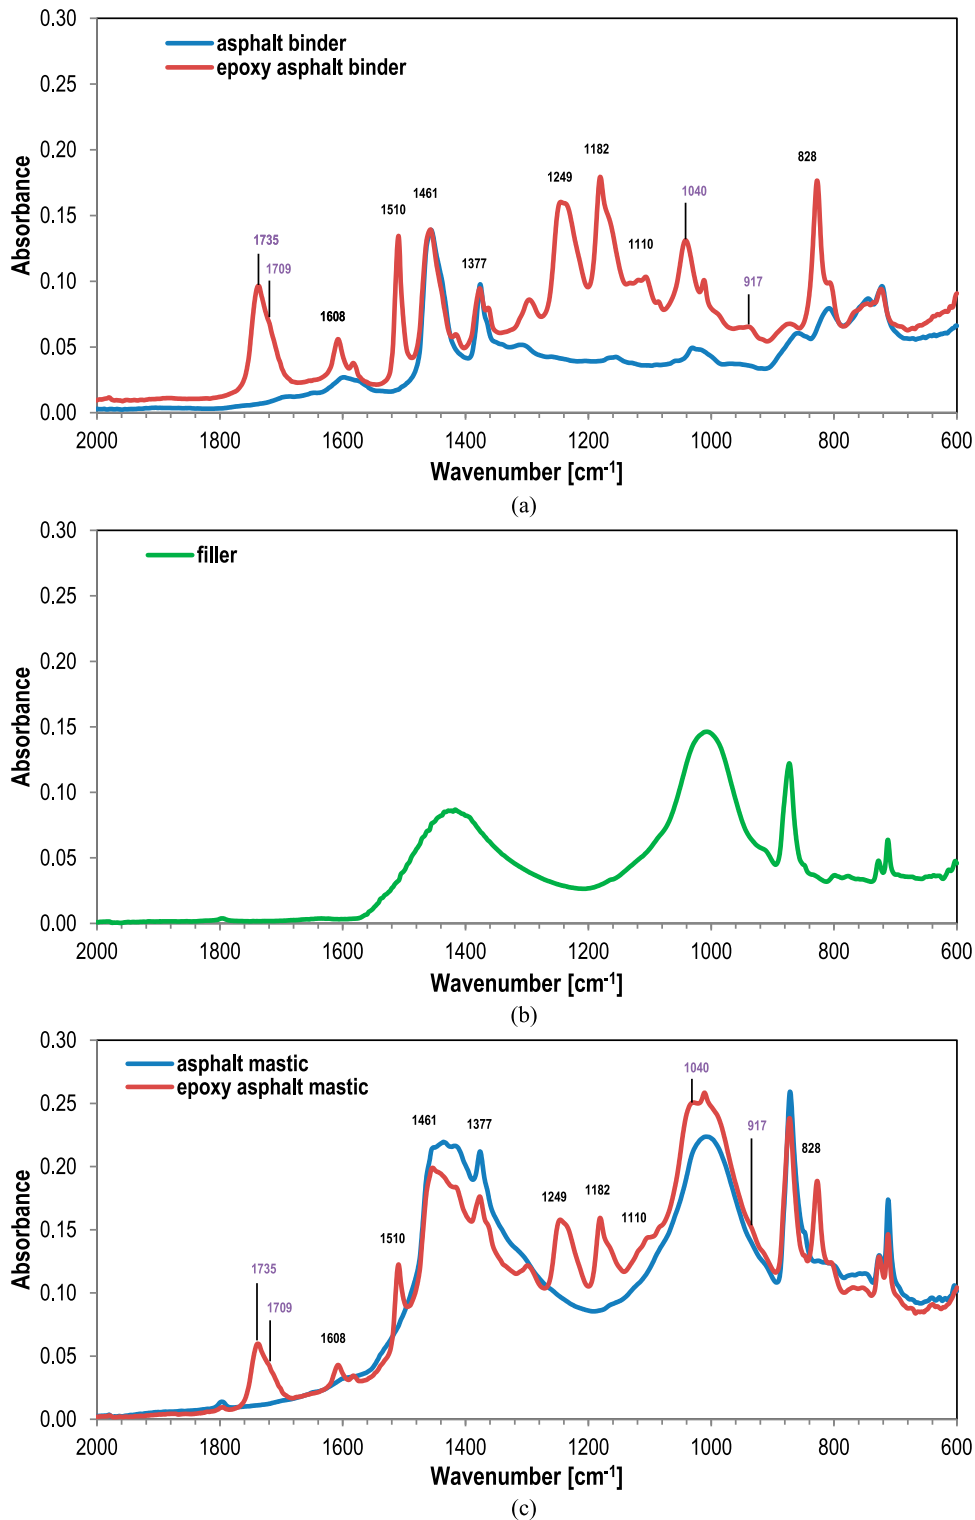 0.30
asphalt binder
epoxy asphalt binder
0.25
0.20
1182
828
1249
1461
1040
0.15
1510
1735
1110
1377
1709
917
0.10
1608
0.05
0.00
Absorbance
2000 1800 1600 1400 1200 1000 800 600
Wavenumber [cm-1]
(a)
0.30
filler
0.25
0.20
0.15
0.10
0.05
0.00
Absorbance
2000 1800 1600 1400 1200 1000 800 600
Wavenumber [cm-1]
(b)
0.30
asphalt mastic
epoxy asphalt mastic
1040
0.25
1461
1377
917
828
0.20
1249
1182
1110
1510
0.15
1735
0.10
1709
1608
0.05
0.00
Absorbance
2000 1800 1600 1400 1200 1000 800 600
Wavenumber [cm-1]
(c)